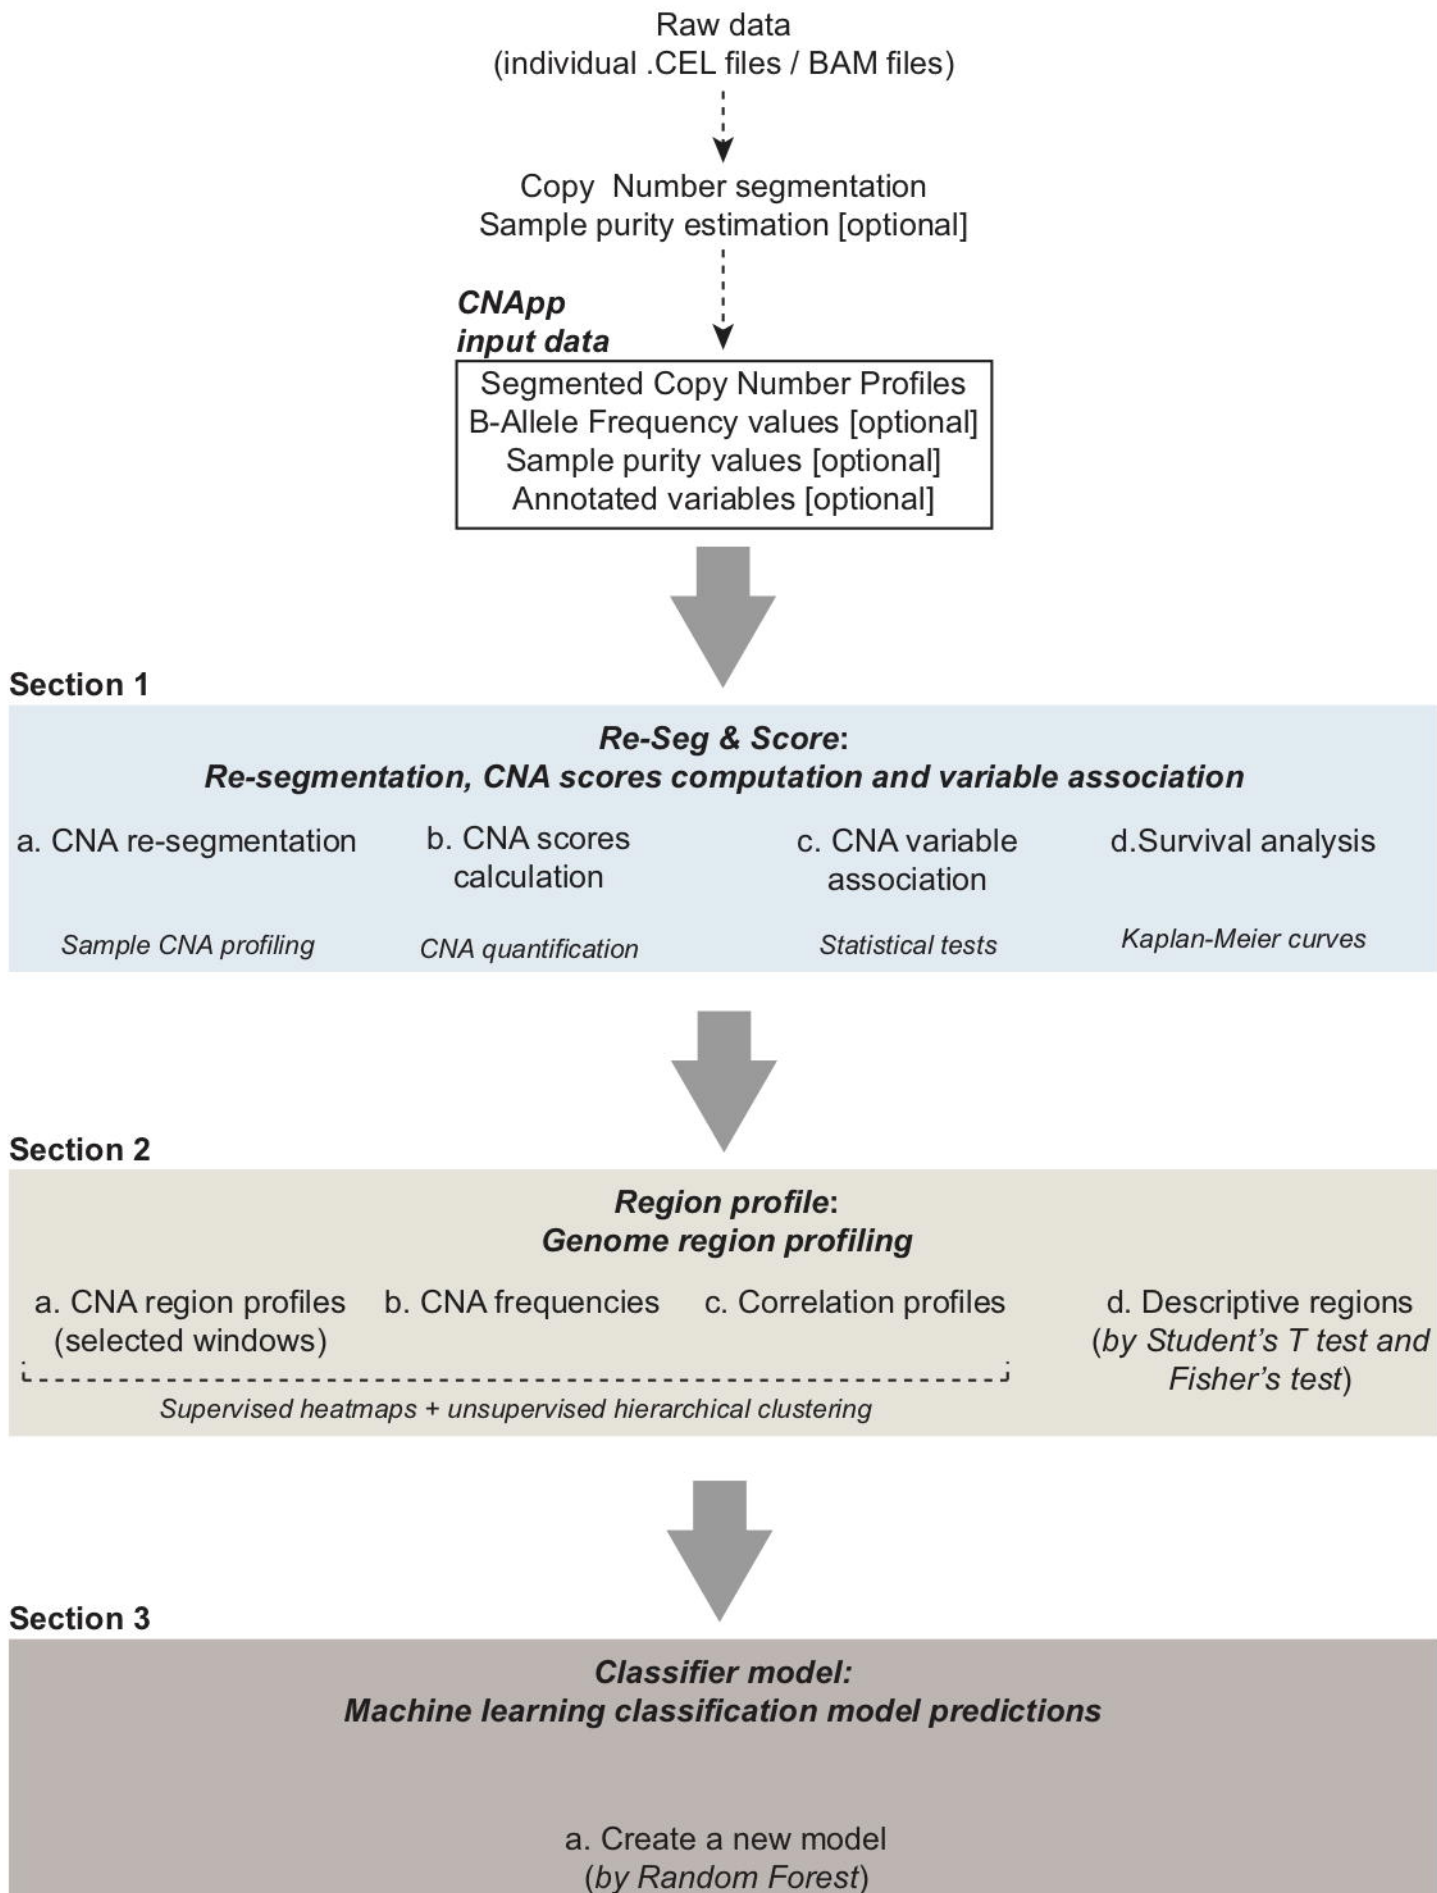 Raw data
(individual .CEL files / BAM files)
Copy Number segmentation
Sample purity estimation [optional]
CNApp
input data
Segmented Copy Number Profiles
B-Allele Frequency values [optional]
Sample purity values [optional]
Annotated variables [optional]
Section 1
Re-Seg & Score:
Re-segmentation, CNA scores computation and variable association
a. CNA re-segmentation
Sample CNA profiling
b. CNA scores
calculation
CNA quantification
c. CNA variable
association
Statistical tests
d.Survival analysis
Kaplan-Meier curves
Section 2
Region profile:
Genome region profiling
a. CNA region profiles
(selected windows)
b. CNA frequencies
c. Correlation profiles
Supervised heatmaps + unsupervised hierarchical clustering
d. Descriptive regions
(by Student’s T test and
Fisher’s test)
Section 3
Classifier model:
Machine learning classification model predictions
a. Create a new model
(by Random Forest)